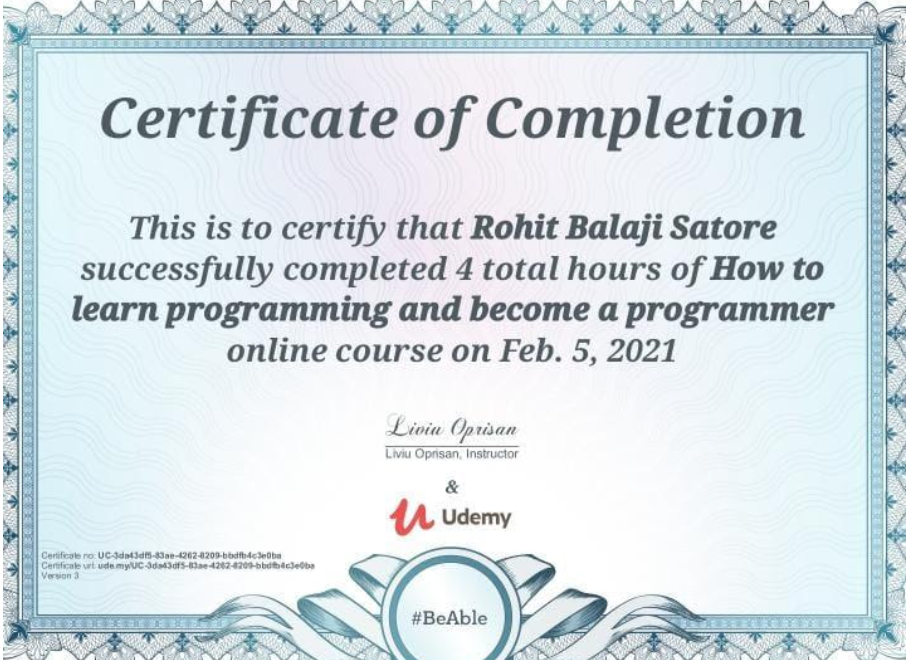 Certificate of Completion
This is to certify that Rohit Balaji Satore
successfully completed 4 total hours of How to
learn programming and become a programmer
online course on Feb. 5, 2021
Liviu Oprisan
Liviu Oprisan, Instructor
&
Udemy
Certificate no: UC-3da43df5-83ae-4262-8209-bbdfb4c3e0ba
Certificate url: ude.my/UC-3da43df5-83ae-4262-8209-bbdfb4c3e0ba
Version 3
#BeAble